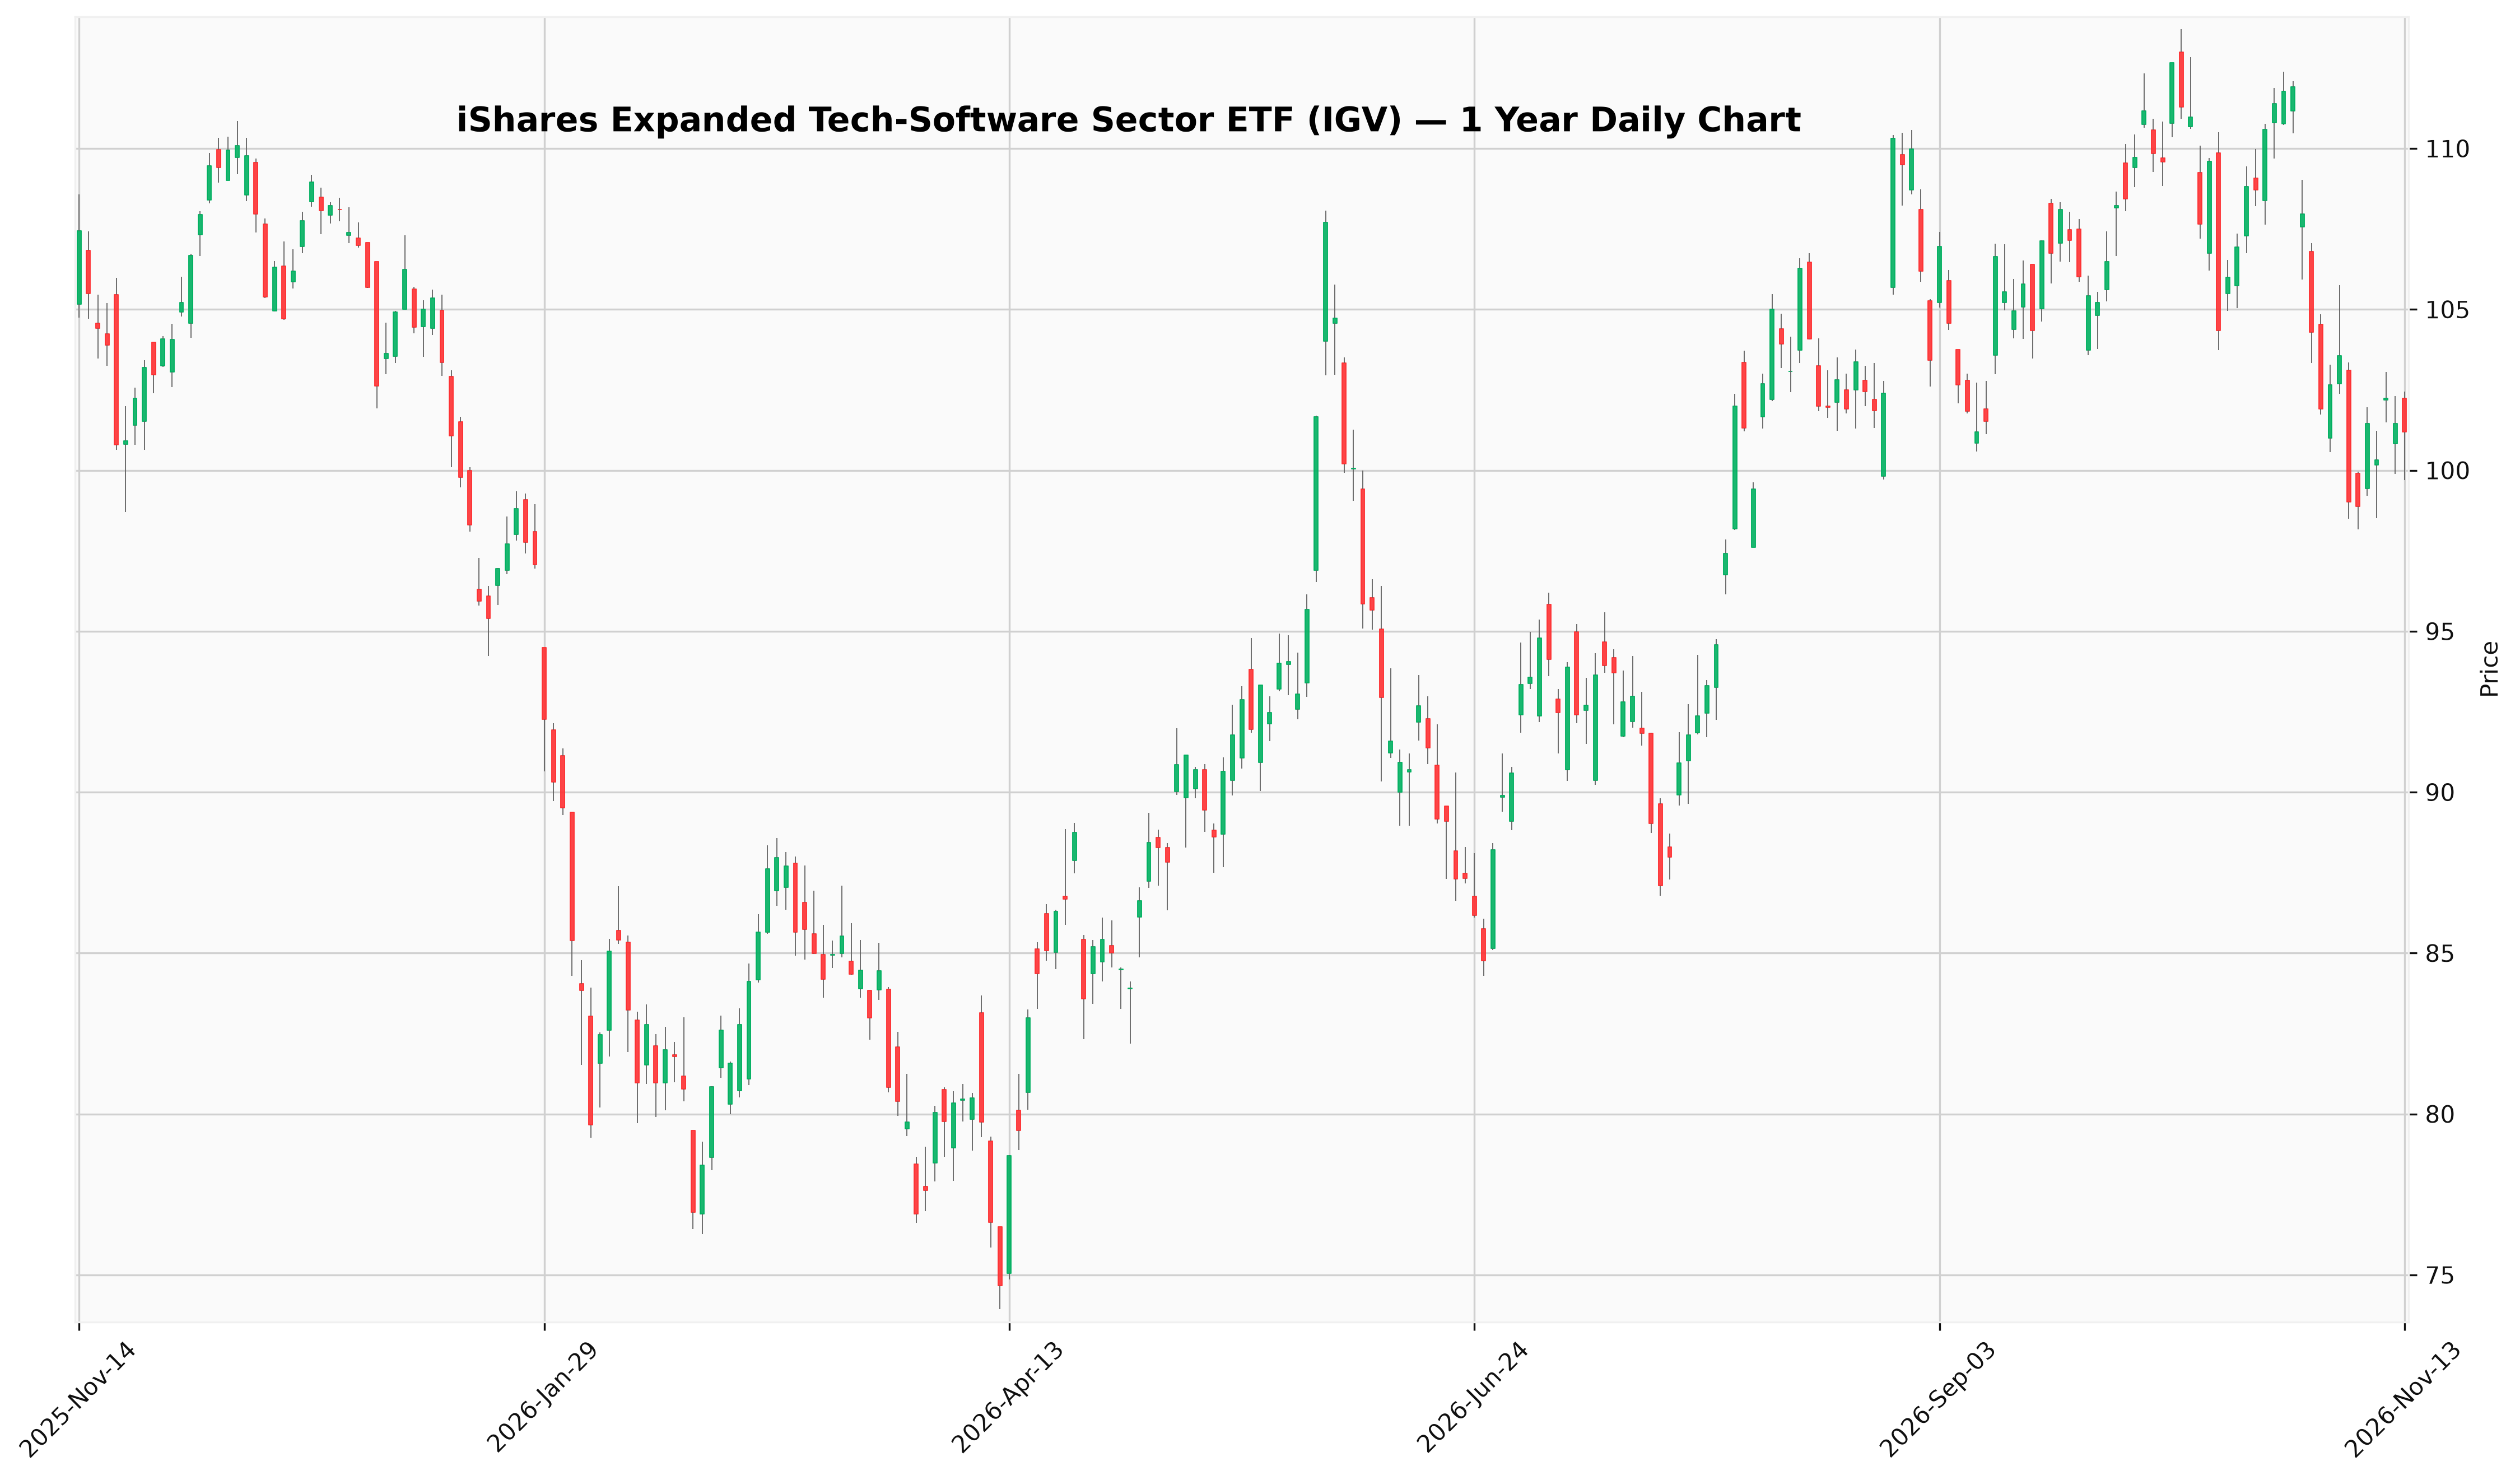 iShares Expanded Tech-Software Sector ETF (IGV) — 1 Year Daily Chart
110
105
100
95
90
85
80
75
Price
2025-Nov-14
2026-Jan-29
2026-Apr-13
2026-Jun-24
2026-Sep-03
2026-Nov-13